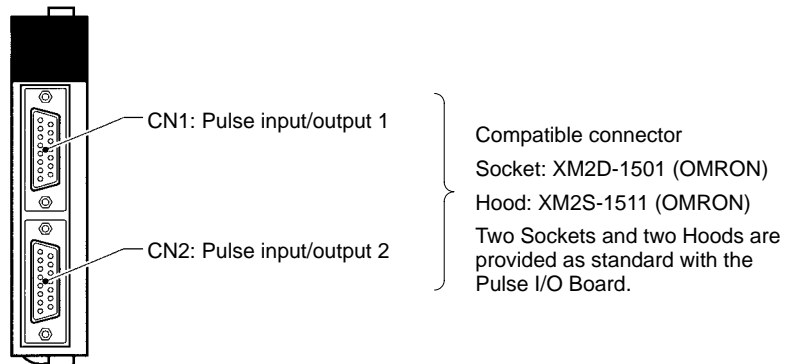 CN1: Pulse input/output 1
CN2: Pulse input/output 2
Compatible connector
Socket: XM2D-1501 (OMRON)
Hood: XM2S-1511 (OMRON)
Two Sockets and two Hoods are
provided as standard with the
Pulse I/O Board.